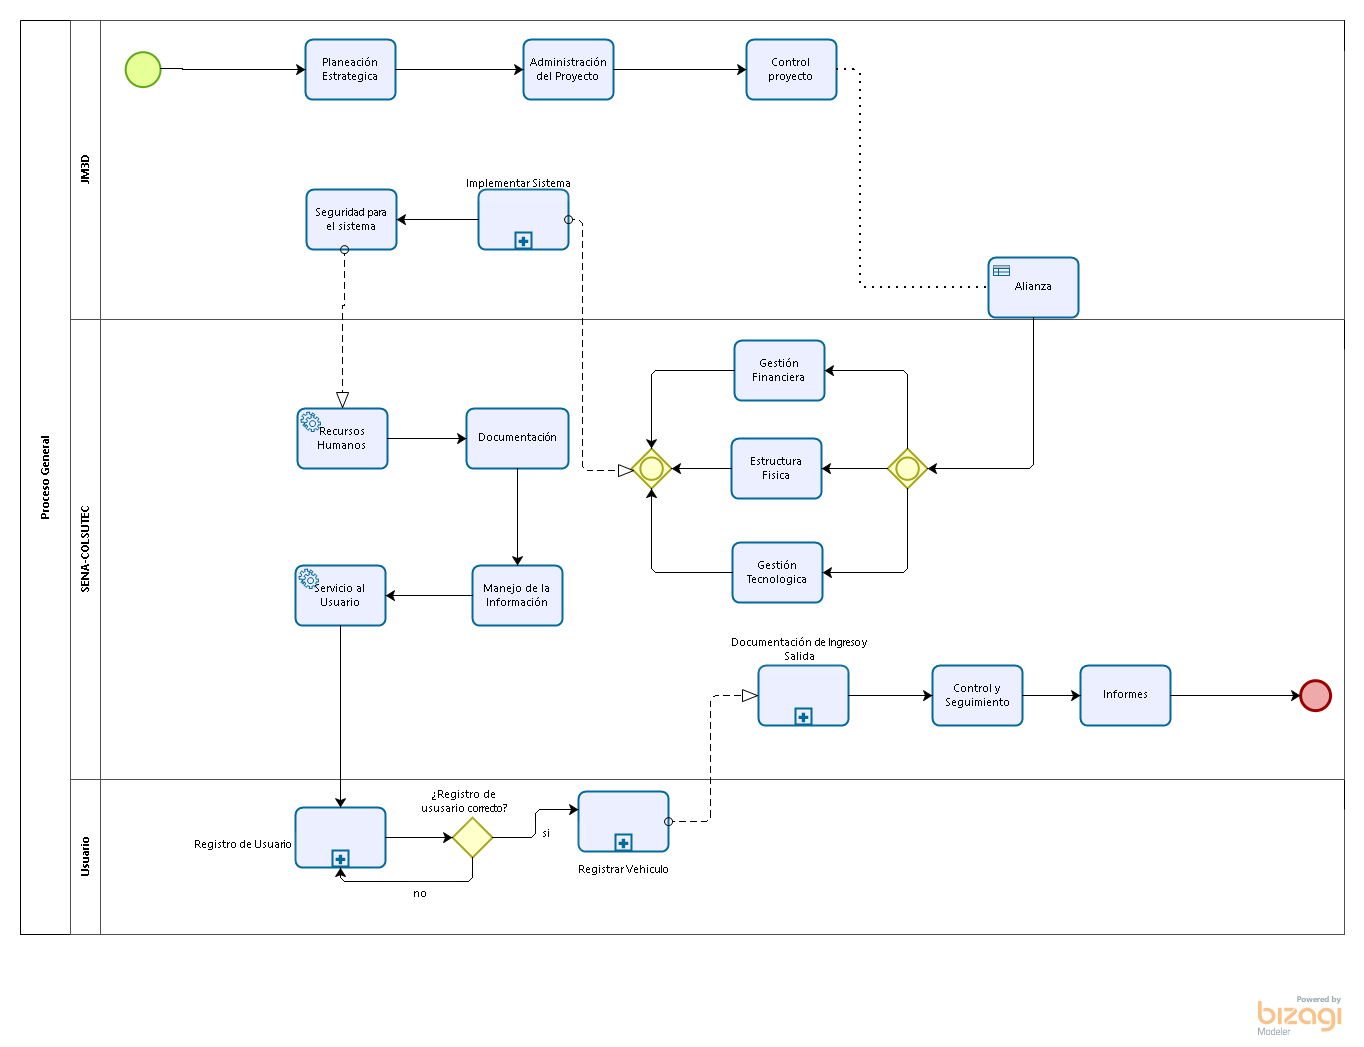 Proceso General
JM3D
Planeación
Estrategica
Administración
del Proyecto
Control
proyecto
Implementar Sistema
Seguridad para
el sistema
Alianza
SENA-COLSUTEC
Gestión
Financiera
Recursos
Humanos
Documentación
Estructura
Fisica
Gestión
Tecnologica
Servicio al
Usuario
Manejo de la
Información
Documentación de Ingreso y
Salida
Control y
Seguimiento
Informes
Usuario
¿Registro de
ususario correcto?
si
Registro de Usuario
Registrar Vehiculo
no
Powered by
bizagi
Modeler